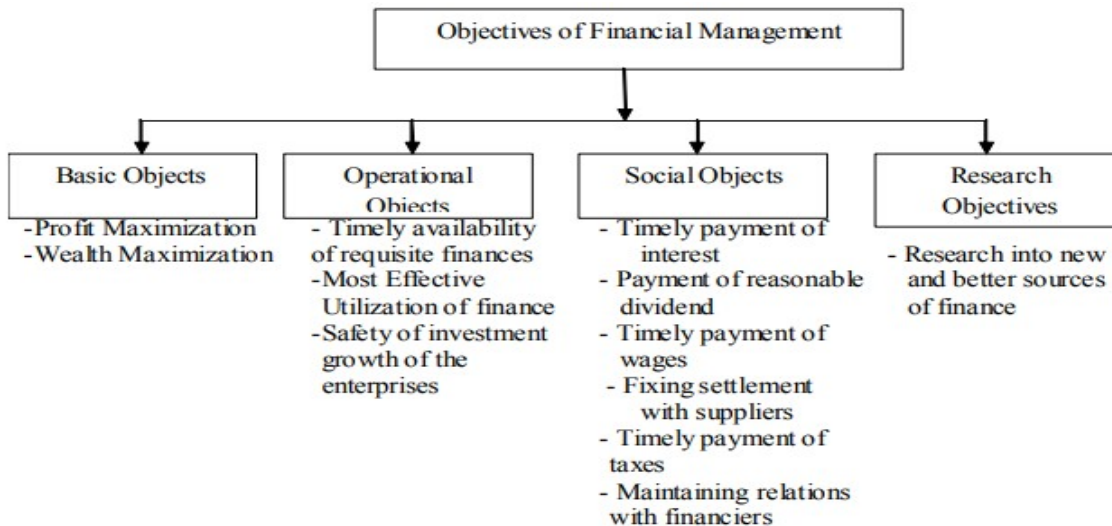 Objectives of Financial Management
Basic Objects
-Profit Maximization
-Wealth Maximization
Operational
Objects
- Timely availability
of requisite finances
-Most Effective
Utilization of finance
-Safety of investment
growth of the
enterprises
Social Objects
- Timely payment of
interest
- Payment of reasonable
dividend
- Timely payment of
wages
- Fixing settlement
with suppliers
- Timely payment of
taxes
- Maintaining relations
with financiers
Research
Objectives
- Research into new
and better sources
of finance